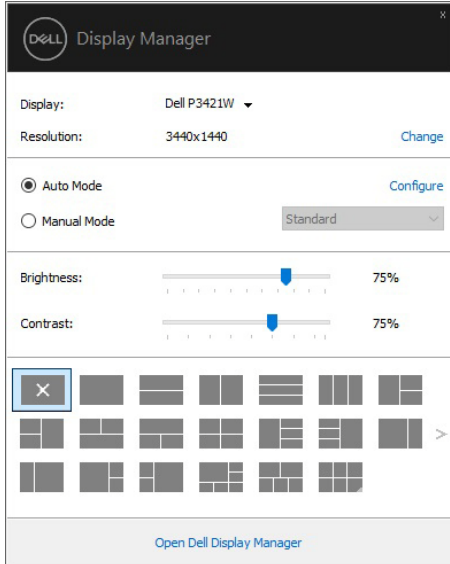 x
DELL Display Manager
Display: Dell P3421W
Resolution: 3440x1440 Change
Auto Mode Configure
Manual Mode Standard
Brightness: 75%
Contrast: 75%
Open Dell Display Manager